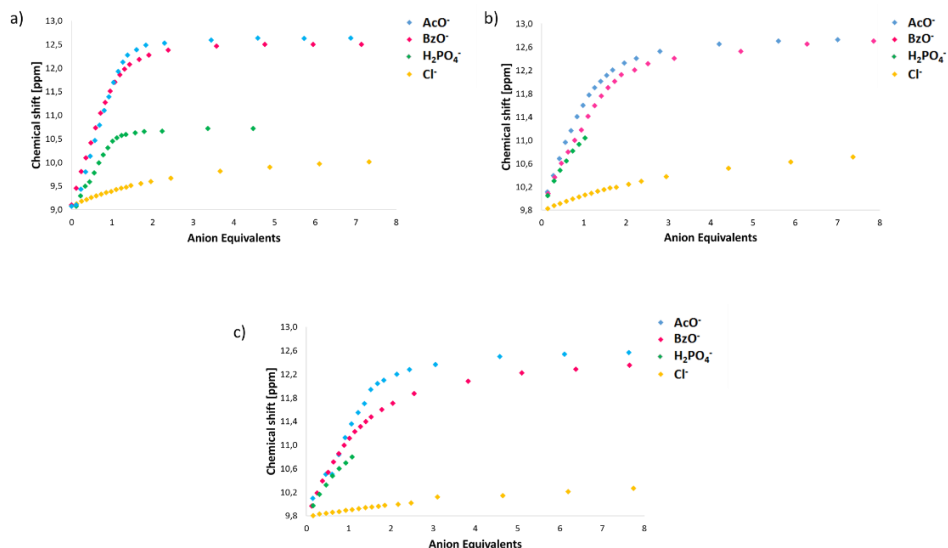 a)
Chemical shift [ppm]
13,0
12,5
12,0
11,5
11,0
10,5
10,0
9,5
9,0
0 1 2 3 4 5 6 7 8
Anion Equivalents
AcO⁻
BzO⁻
H₂PO₄⁻
Cl⁻
b)
Chemical shift [ppm]
13,0
12,6
12,2
11,8
11,4
11,0
10,6
10,2
9,8
0 1 2 3 4 5 6 7 8
Anion Equivalents
AcO⁻
BzO⁻
H₂PO₄⁻
Cl⁻
c)
Chemical shift [ppm]
13,0
12,6
12,2
11,8
11,4
11,0
10,6
10,2
9,8
0 1 2 3 4 5 6 7 8
Anion Equivalents
AcO⁻
BzO⁻
H₂PO₄⁻
Cl⁻